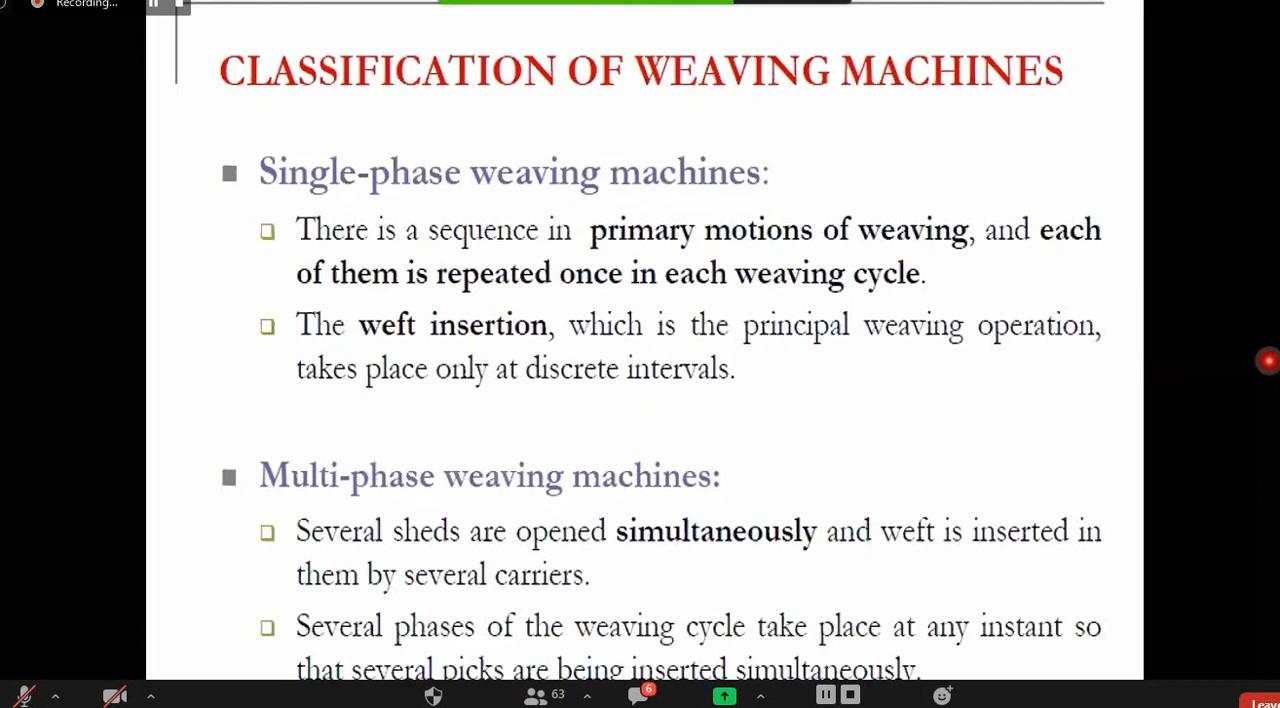 Recording...
CLASSIFICATION OF WEAVING MACHINES
Single-phase weaving machines:
There is a sequence in primary motions of weaving, and each
of them is repeated once in each weaving cycle.
The weft insertion, which is the principal weaving operation,
takes place only at discrete intervals.
Multi-phase weaving machines:
Several sheds are opened simultaneously and weft is inserted in
them by several carriers.
Several phases of the weaving cycle take place at any instant so
that several picks are being inserted simultaneously.
63
6